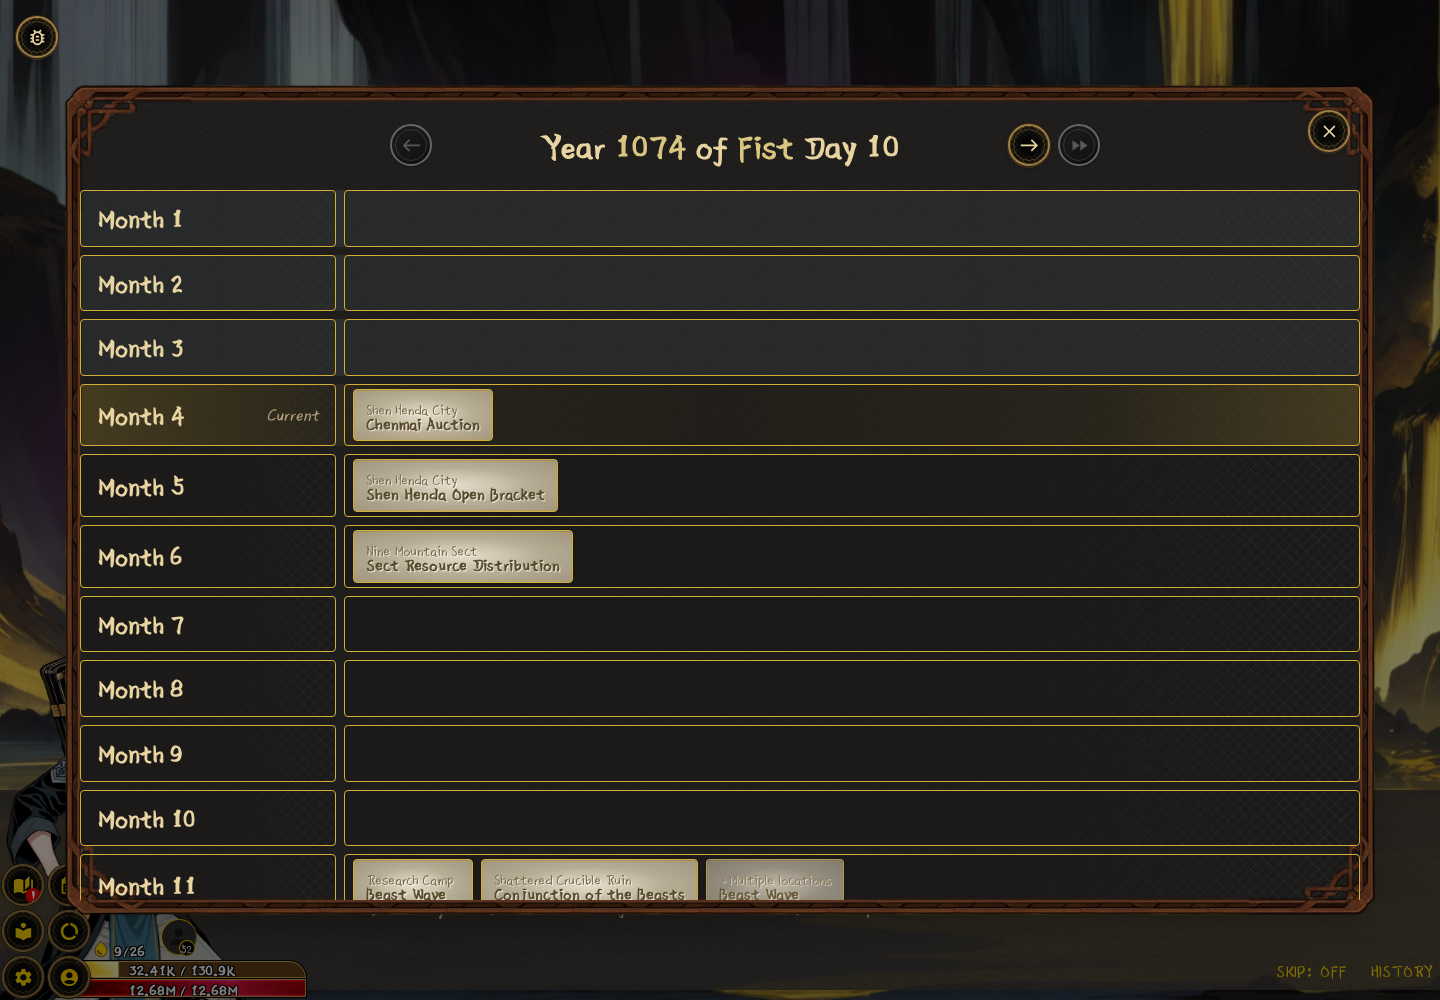 Year 1074 of Fist Day 10
Month 1
Month 2
Month 3
Month 4
Current
Shen Henda City
Chenmai Auction
Month 5
Shen Henda City
Shen Henda Open Bracket
Month 6
Nine Mountain Sect
Sect Resource Distribution
Month 7
Month 8
Month 9
Month 10
Month 11
Research Camp
Beast Wave
Shattered Crucible Ruin
Conjunction of the Beasts
+Multiple locations
Beast Wave
9/26
52
32.41K / 130.9K
12.68M / 12.68M
SKIP: OFF
HISTORY